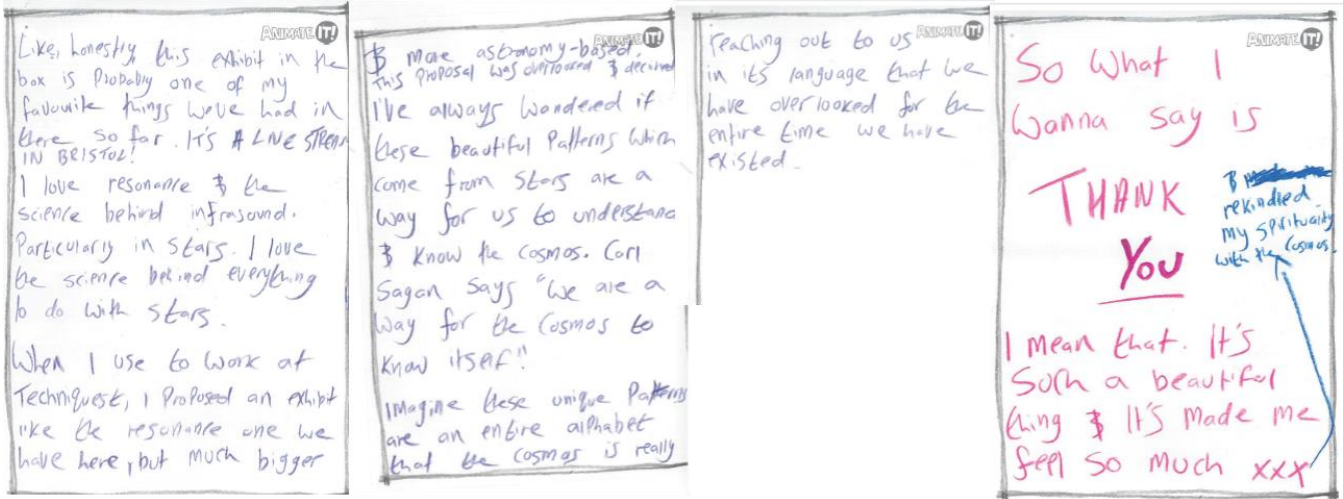 ANIMATE IT!
Like, honestly this exhibit in the
box is Probably one of my
favourite things we've had in
there so far. IT'S A LIVE STREAM
IN BRISTOL!
I love resonance & the
science behind infrasound.
Particularly in stars. I love
the science behind everything
to do with stars.
When I use to work at
Techniquest, I Proposed an exhibit
like the resonance one we
have here, but much bigger
ANIMATE IT!
& more astronomy-based.
This Proposal was overlooked & declined
I've always wondered if
these beautiful Patterns which
come from stars are a
way for us to understand
& know the cosmos. Carl
Sagan says "we are a
way for the Cosmos to
know itself!"
Imagine these unique Patterns
are an entire alphabet
that the cosmos is really
ANIMATE IT!
reaching out to us
in its language that we
have overlooked for the
entire time we have
existed.
ANIMATE IT!
So what I
wanna say is
THANK
YOU
&
rekindled
my spirituality
with the Cosmos.
I mean that. It's
Such a beautiful
thing & It's made me
feel so much xxx